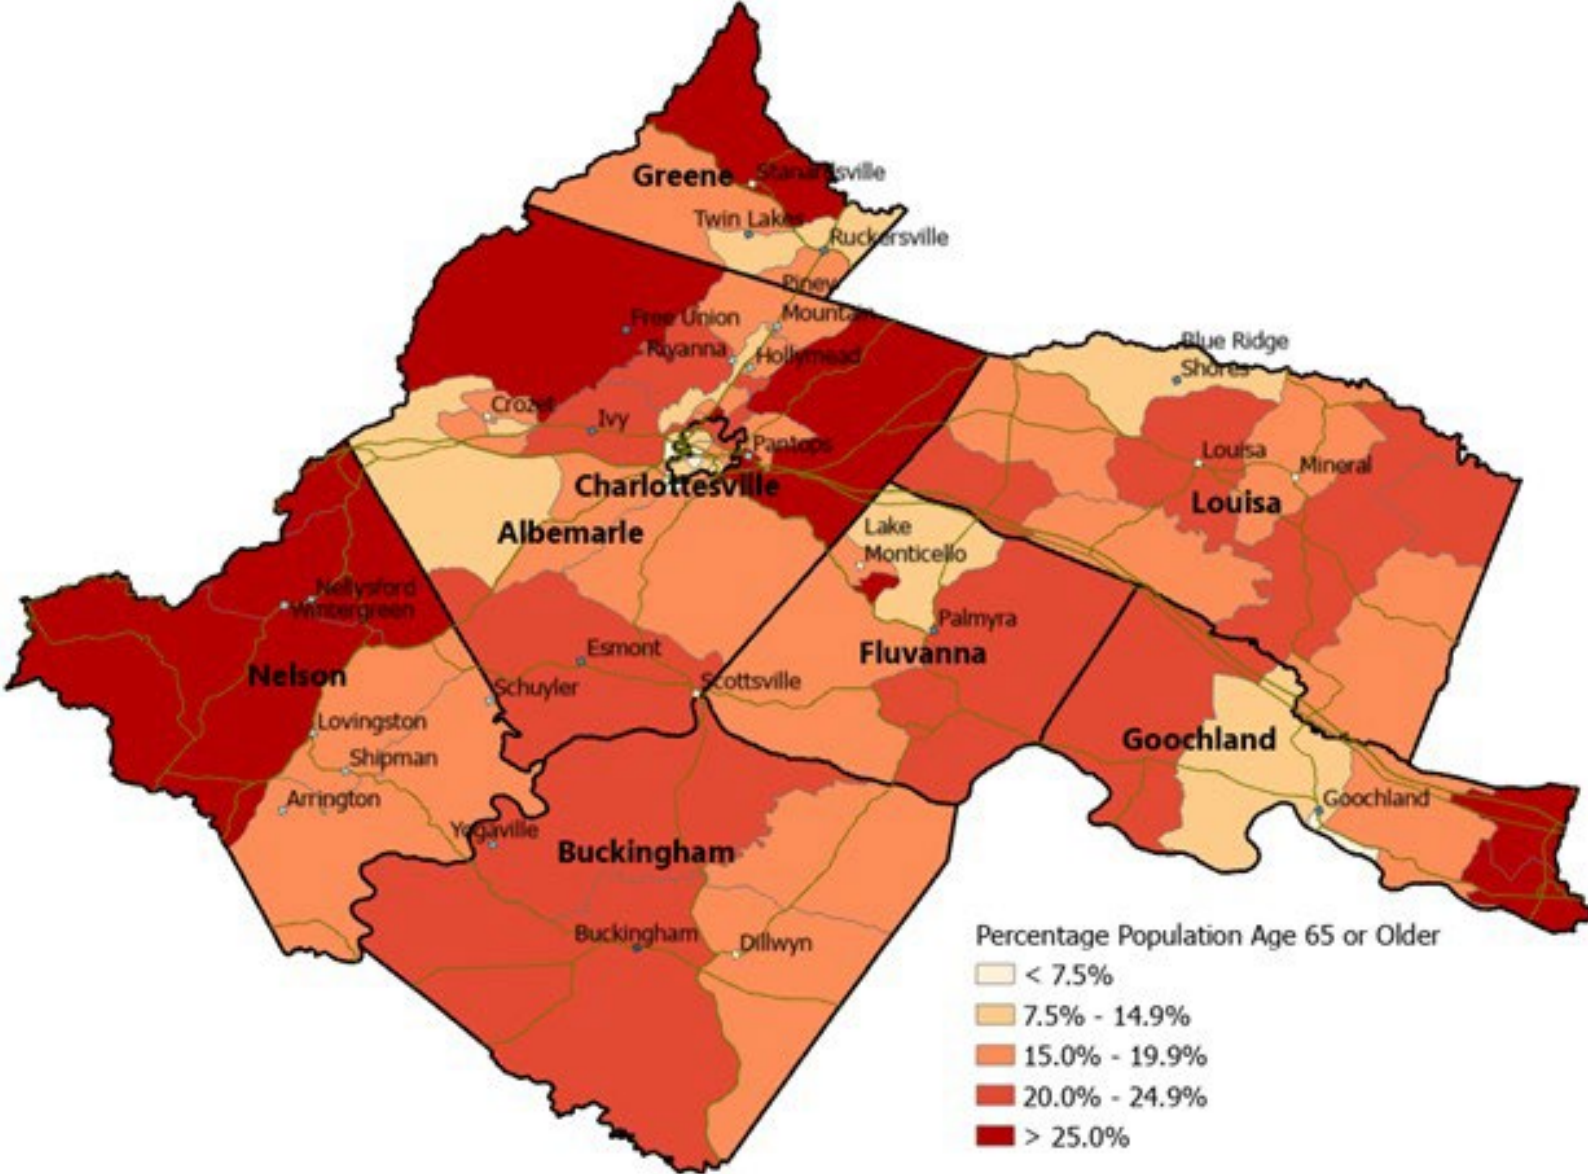 Greene
Stanardsville
Twin Lakes
Ruckersville
Piney
Mountain
Free Union
Rivanna
Hollymead
Blue Ridge
Shores
Crozet
Ivy
Pantops
Louisa
Mineral
Charlottesville
Louisa
Albemarle
Lake
Monticello
Nellysford
Wintergreen
Palmyra
Esmont
Fluvanna
Nelson
Schuyler
Scottsville
Lovingston
Goochland
Shipman
Arrington
Goochland
Yogaville
Buckingham
Buckingham
Dillwyn
Percentage Population Age 65 or Older
< 7.5%
7.5% - 14.9%
15.0% - 19.9%
20.0% - 24.9%
> 25.0%